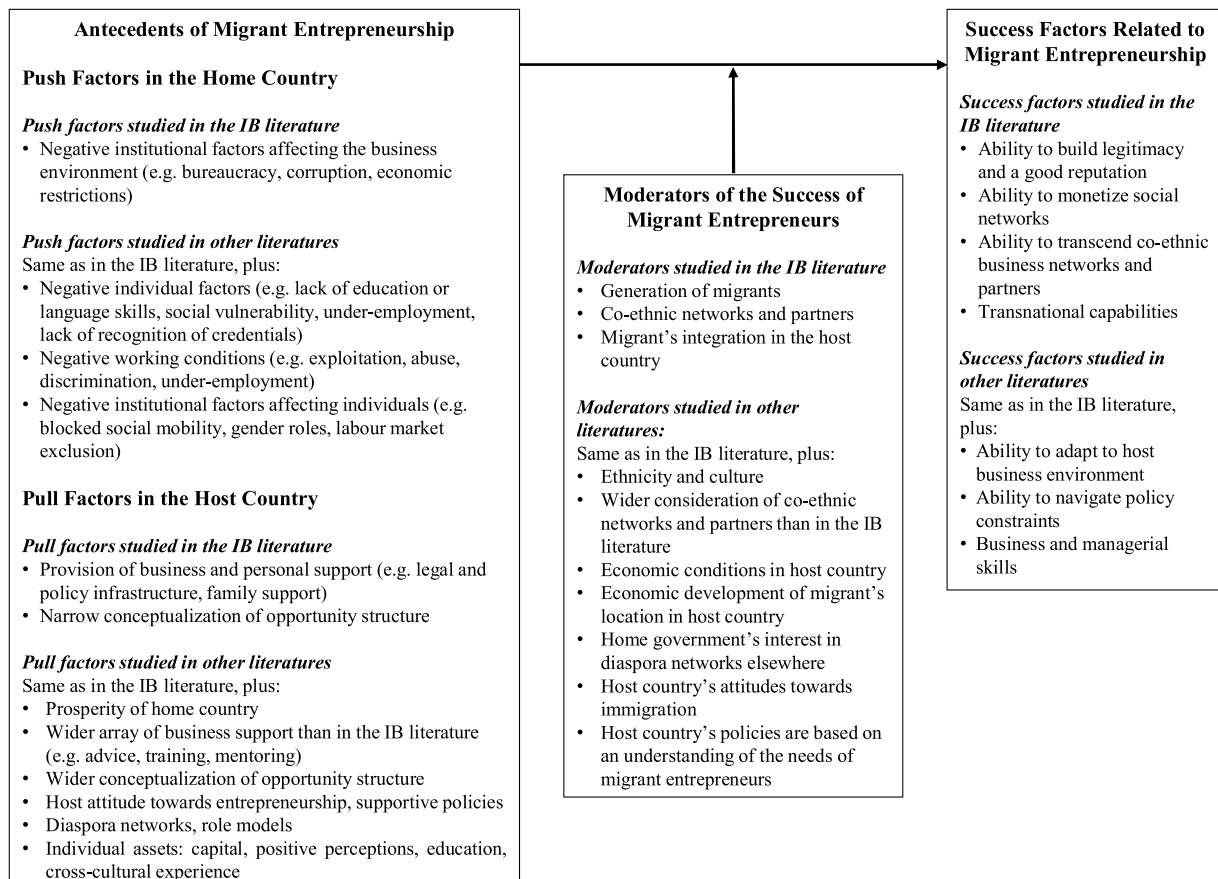 Antecedents of Migrant Entrepreneurship
Push Factors in the Home Country
Push factors studied in the IB literature
• Negative institutional factors affecting the business
environment (e.g. bureaucracy, corruption, economic
restrictions)
Push factors studied in other literatures
Same as in the IB literature, plus:
• Negative individual factors (e.g. lack of education or
language skills, social vulnerability, under-employment,
lack of recognition of credentials)
• Negative working conditions (e.g. exploitation, abuse,
discrimination, under-employment)
• Negative institutional factors affecting individuals (e.g.
blocked social mobility, gender roles, labour market
exclusion)
Pull Factors in the Host Country
Pull factors studied in the IB literature
• Provision of business and personal support (e.g. legal and
policy infrastructure, family support)
• Narrow conceptualization of opportunity structure
Pull factors studied in other literatures
Same as in the IB literature, plus:
• Prosperity of home country
• Wider array of business support than in the IB literature
(e.g. advice, training, mentoring)
• Wider conceptualization of opportunity structure
• Host attitude towards entrepreneurship, supportive policies
• Diaspora networks, role models
• Individual assets: capital, positive perceptions, education,
cross-cultural experience
Moderators of the Success of
Migrant Entrepreneurs
Moderators studied in the IB literature
• Generation of migrants
• Co-ethnic networks and partners
• Migrant's integration in the host
country
Moderators studied in other
literatures:
Same as in the IB literature, plus:
• Ethnicity and culture
• Wider consideration of co-ethnic
networks and partners than in the IB
literature
• Economic conditions in host country
• Economic development of migrant's
location in host country
• Home government's interest in
diaspora networks elsewhere
• Host country's attitudes towards
immigration
• Host country's policies are based on
an understanding of the needs of
migrant entrepreneurs
Success Factors Related to
Migrant Entrepreneurship
Success factors studied in the
IB literature
• Ability to build legitimacy
and a good reputation
• Ability to monetize social
networks
• Ability to transcend co-ethnic
business networks and
partners
• Transnational capabilities
Success factors studied in
other literatures
Same as in the IB literature,
plus:
• Ability to adapt to host
business environment
• Ability to navigate policy
constraints
• Business and managerial
skills